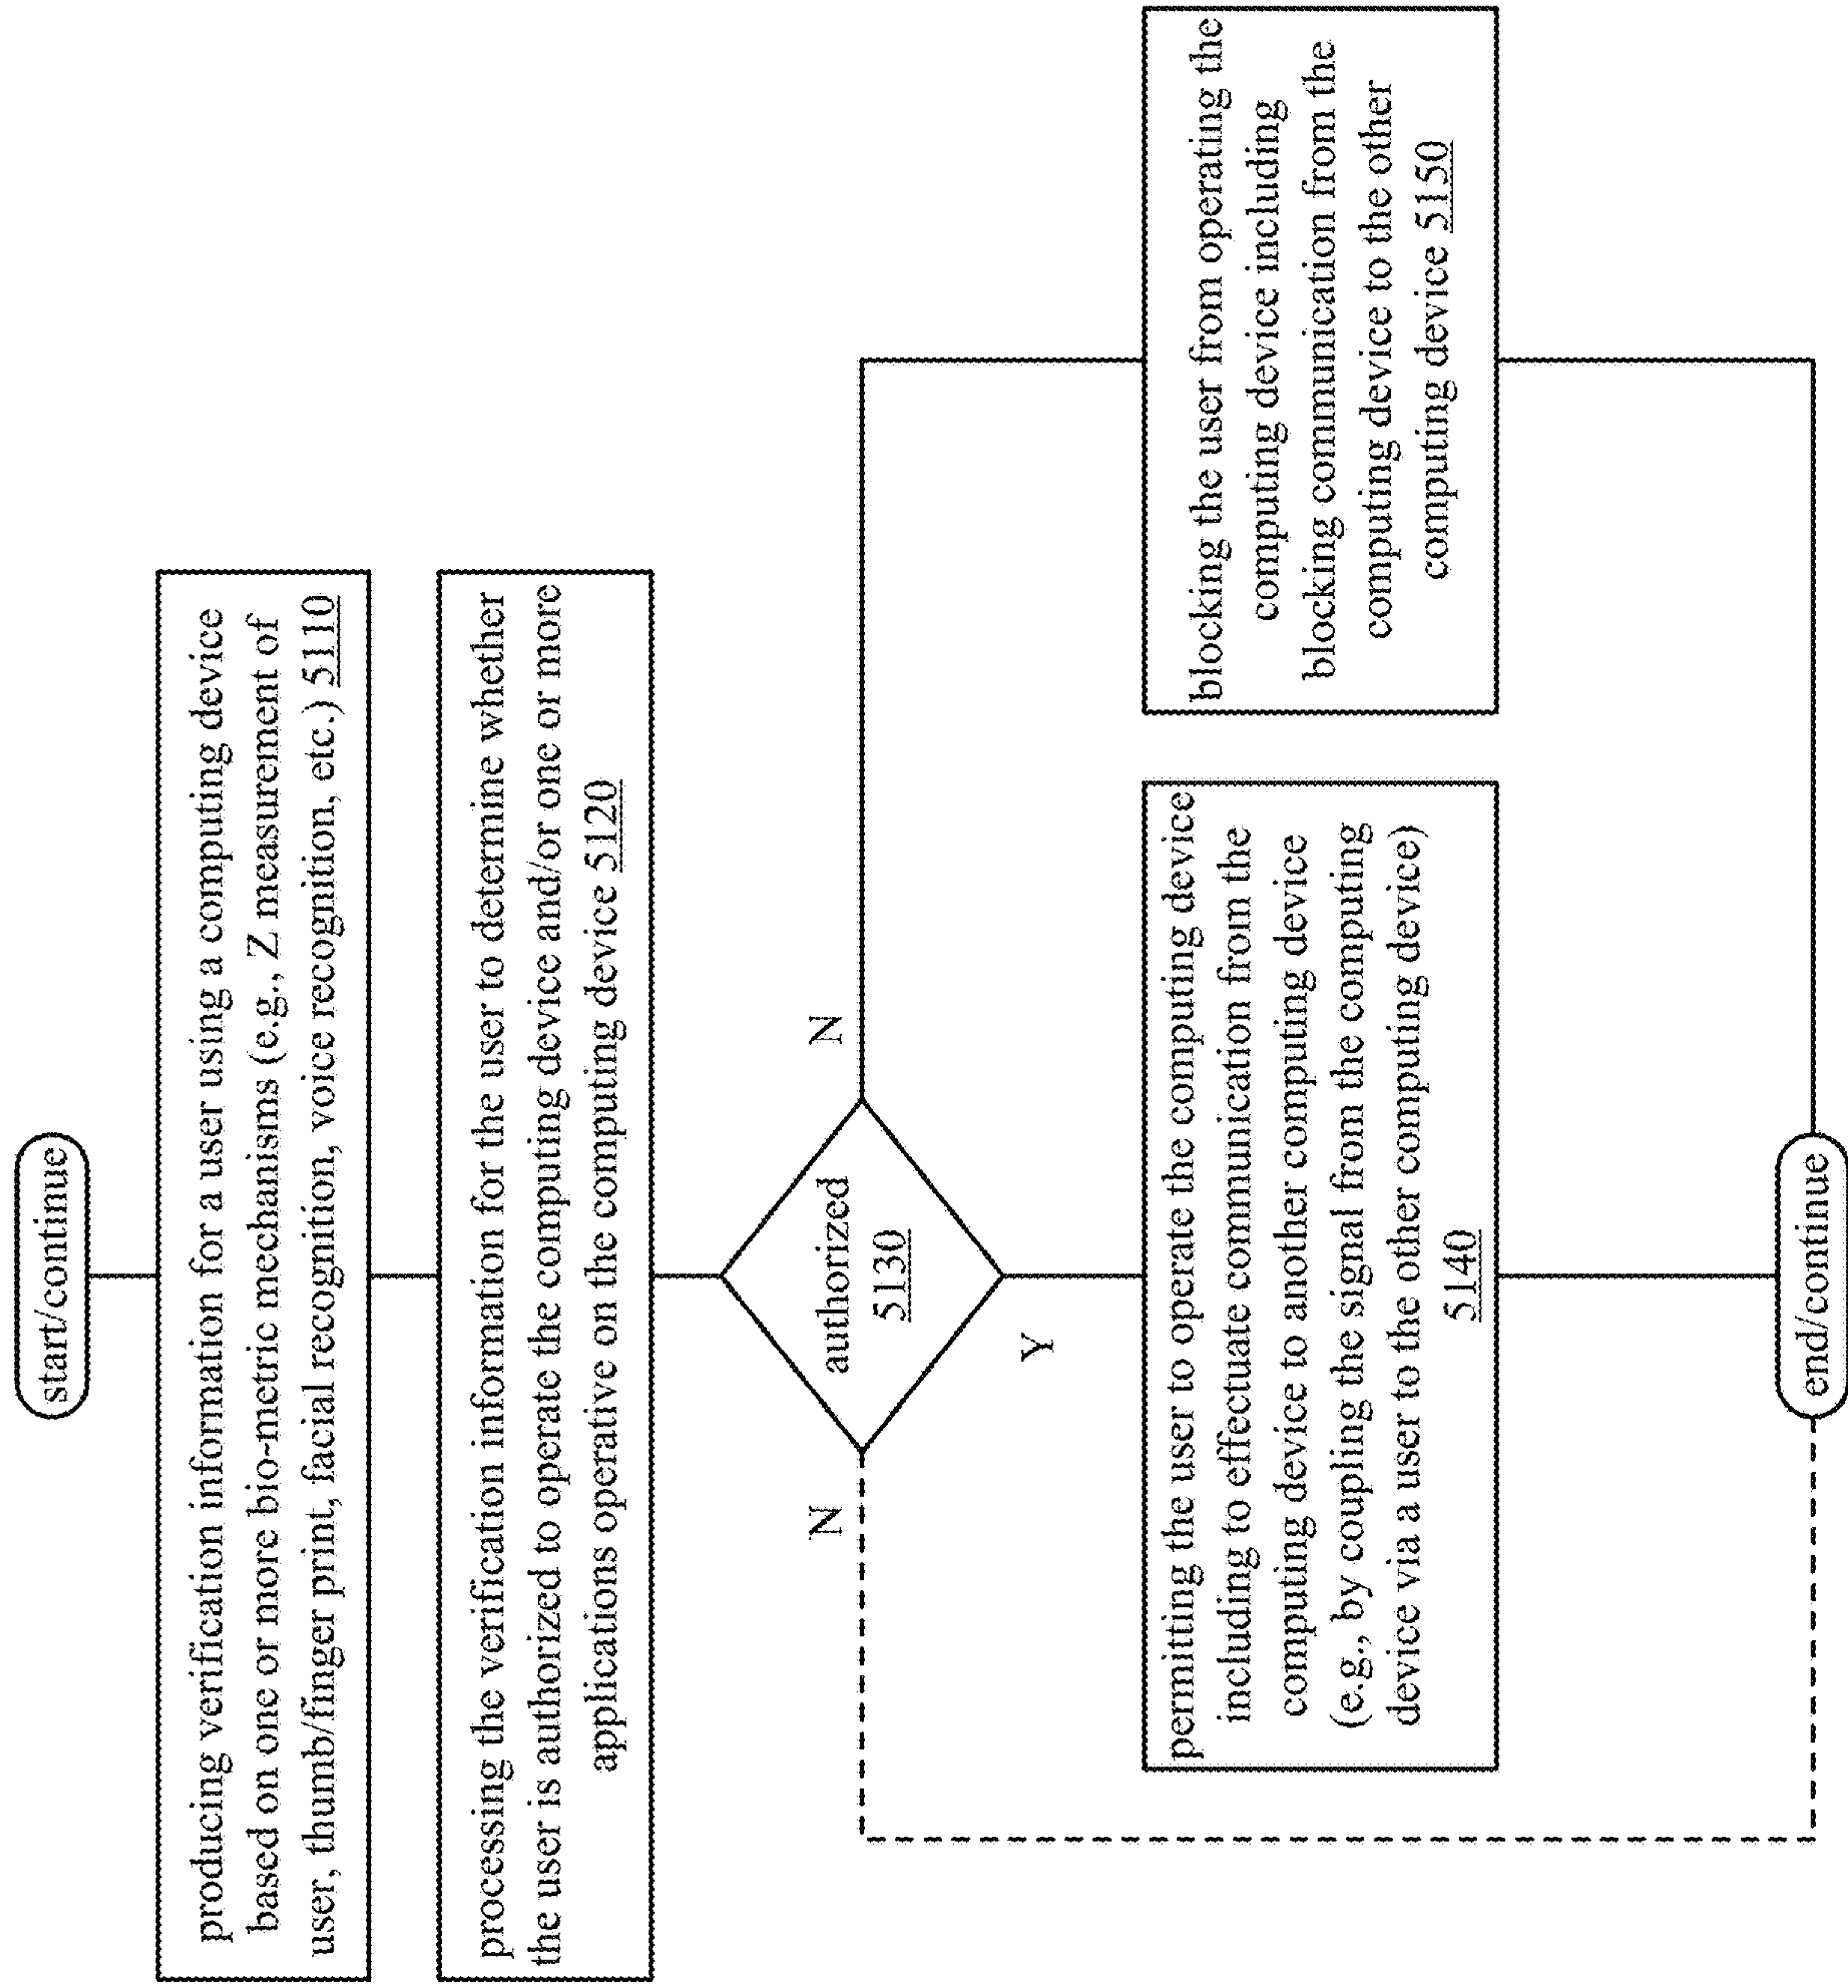 start/continue
producing verification information for a user using a computing device
based on one or more bio-metric mechanisms (e.g., Z measurement of
user, thumb/finger print, facial recognition, voice recognition, etc.) 5110
processing the verification information for the user to determine whether
the user is authorized to operate the computing device and/or one or more
applications operative on the computing device 5120
N
authorized
5130
N
Y
permitting the user to operate the computing device
including to effectuate communication from the
computing device to another computing device
(e.g., by coupling the signal from the computing
device via a user to the other computing device)
5140
blocking the user from operating the
computing device including
blocking communication from the
computing device to the other
computing device 5150
end/continue